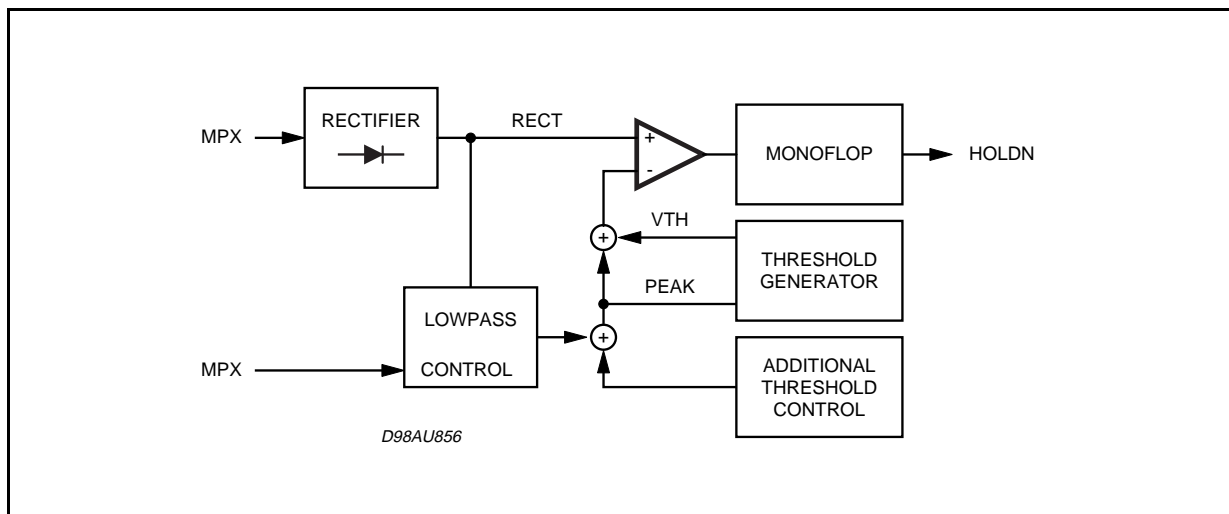 MPX
RECTIFIER
RECT
+
-
MONOFLOP
HOLDN
VTH
+
THRESHOLD
GENERATOR
PEAK
LOWPASS
CONTROL
+
MPX
ADDITIONAL
THRESHOLD
CONTROL
D98AU856